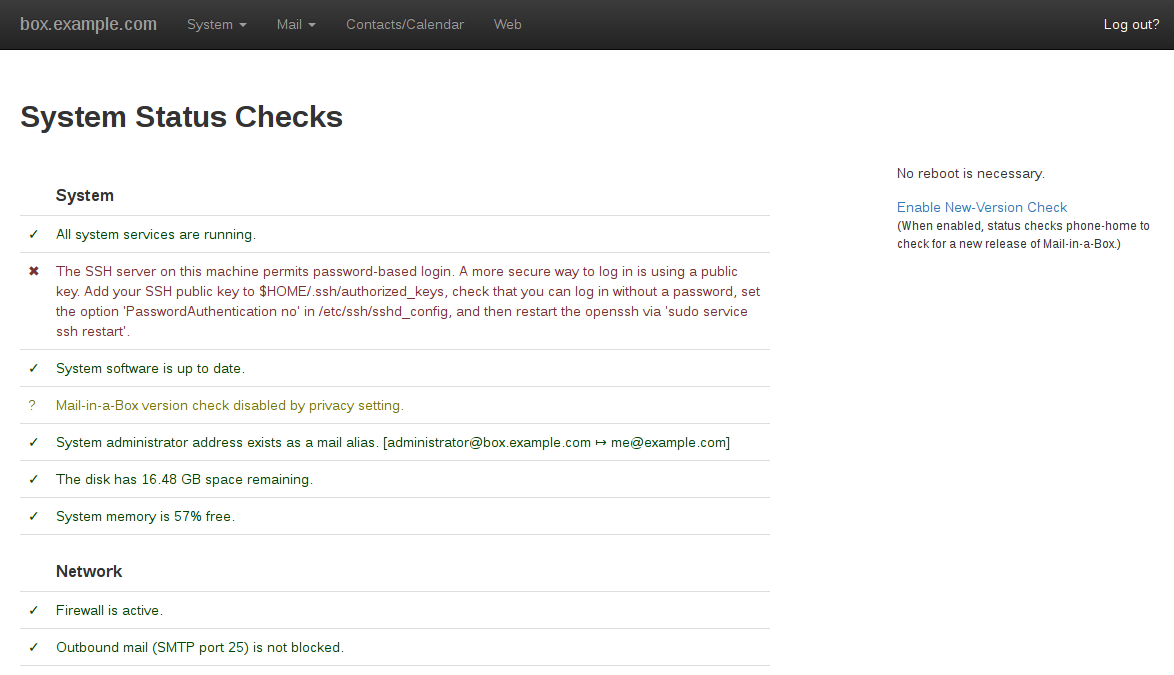 box.example.com System Mail Contacts/Calendar Web Log out?
System Status Checks
System
✓ All system services are running.
✖ The SSH server on this machine permits password-based login. A more secure way to log in is using a public
key. Add your SSH public key to $HOME/.ssh/authorized_keys, check that you can log in without a password, set
the option 'PasswordAuthentication no' in /etc/ssh/sshd_config, and then restart the openssh via 'sudo service
ssh restart'.
✓ System software is up to date.
? Mail-in-a-Box version check disabled by privacy setting.
✓ System administrator address exists as a mail alias. [administrator@box.example.com ↦ me@example.com]
✓ The disk has 16.48 GB space remaining.
✓ System memory is 57% free.
Network
✓ Firewall is active.
✓ Outbound mail (SMTP port 25) is not blocked.
No reboot is necessary.
Enable New-Version Check
(When enabled, status checks phone-home to
check for a new release of Mail-in-a-Box.)